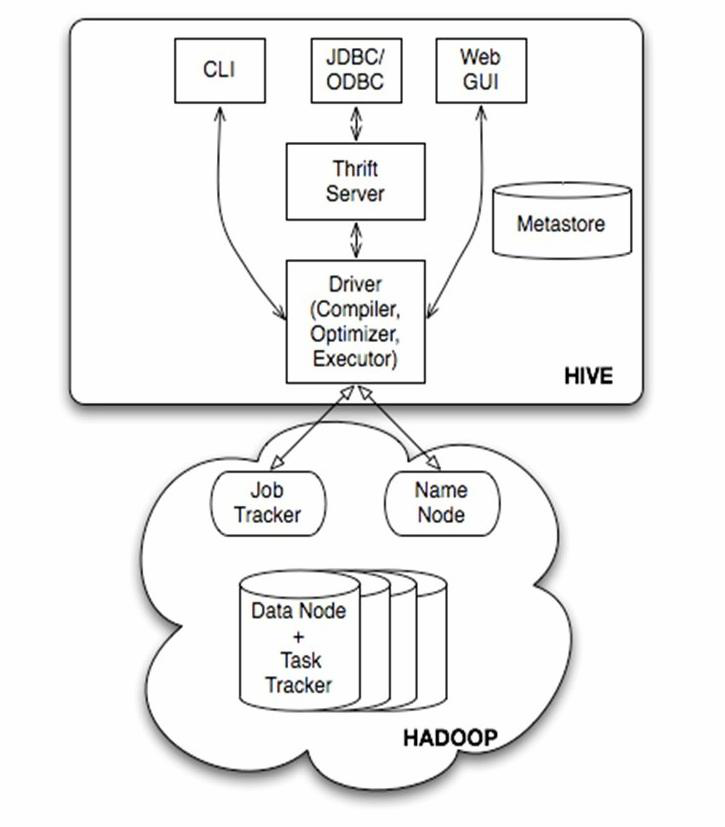 CLI
JDBC/
ODBC
Web
GUI
Thrift
Server
Metastore
Driver
(Compiler,
Optimizer,
Executor)
HIVE
Job
Tracker
Name
Node
Data Node
+
Task
Tracker
HADOOP